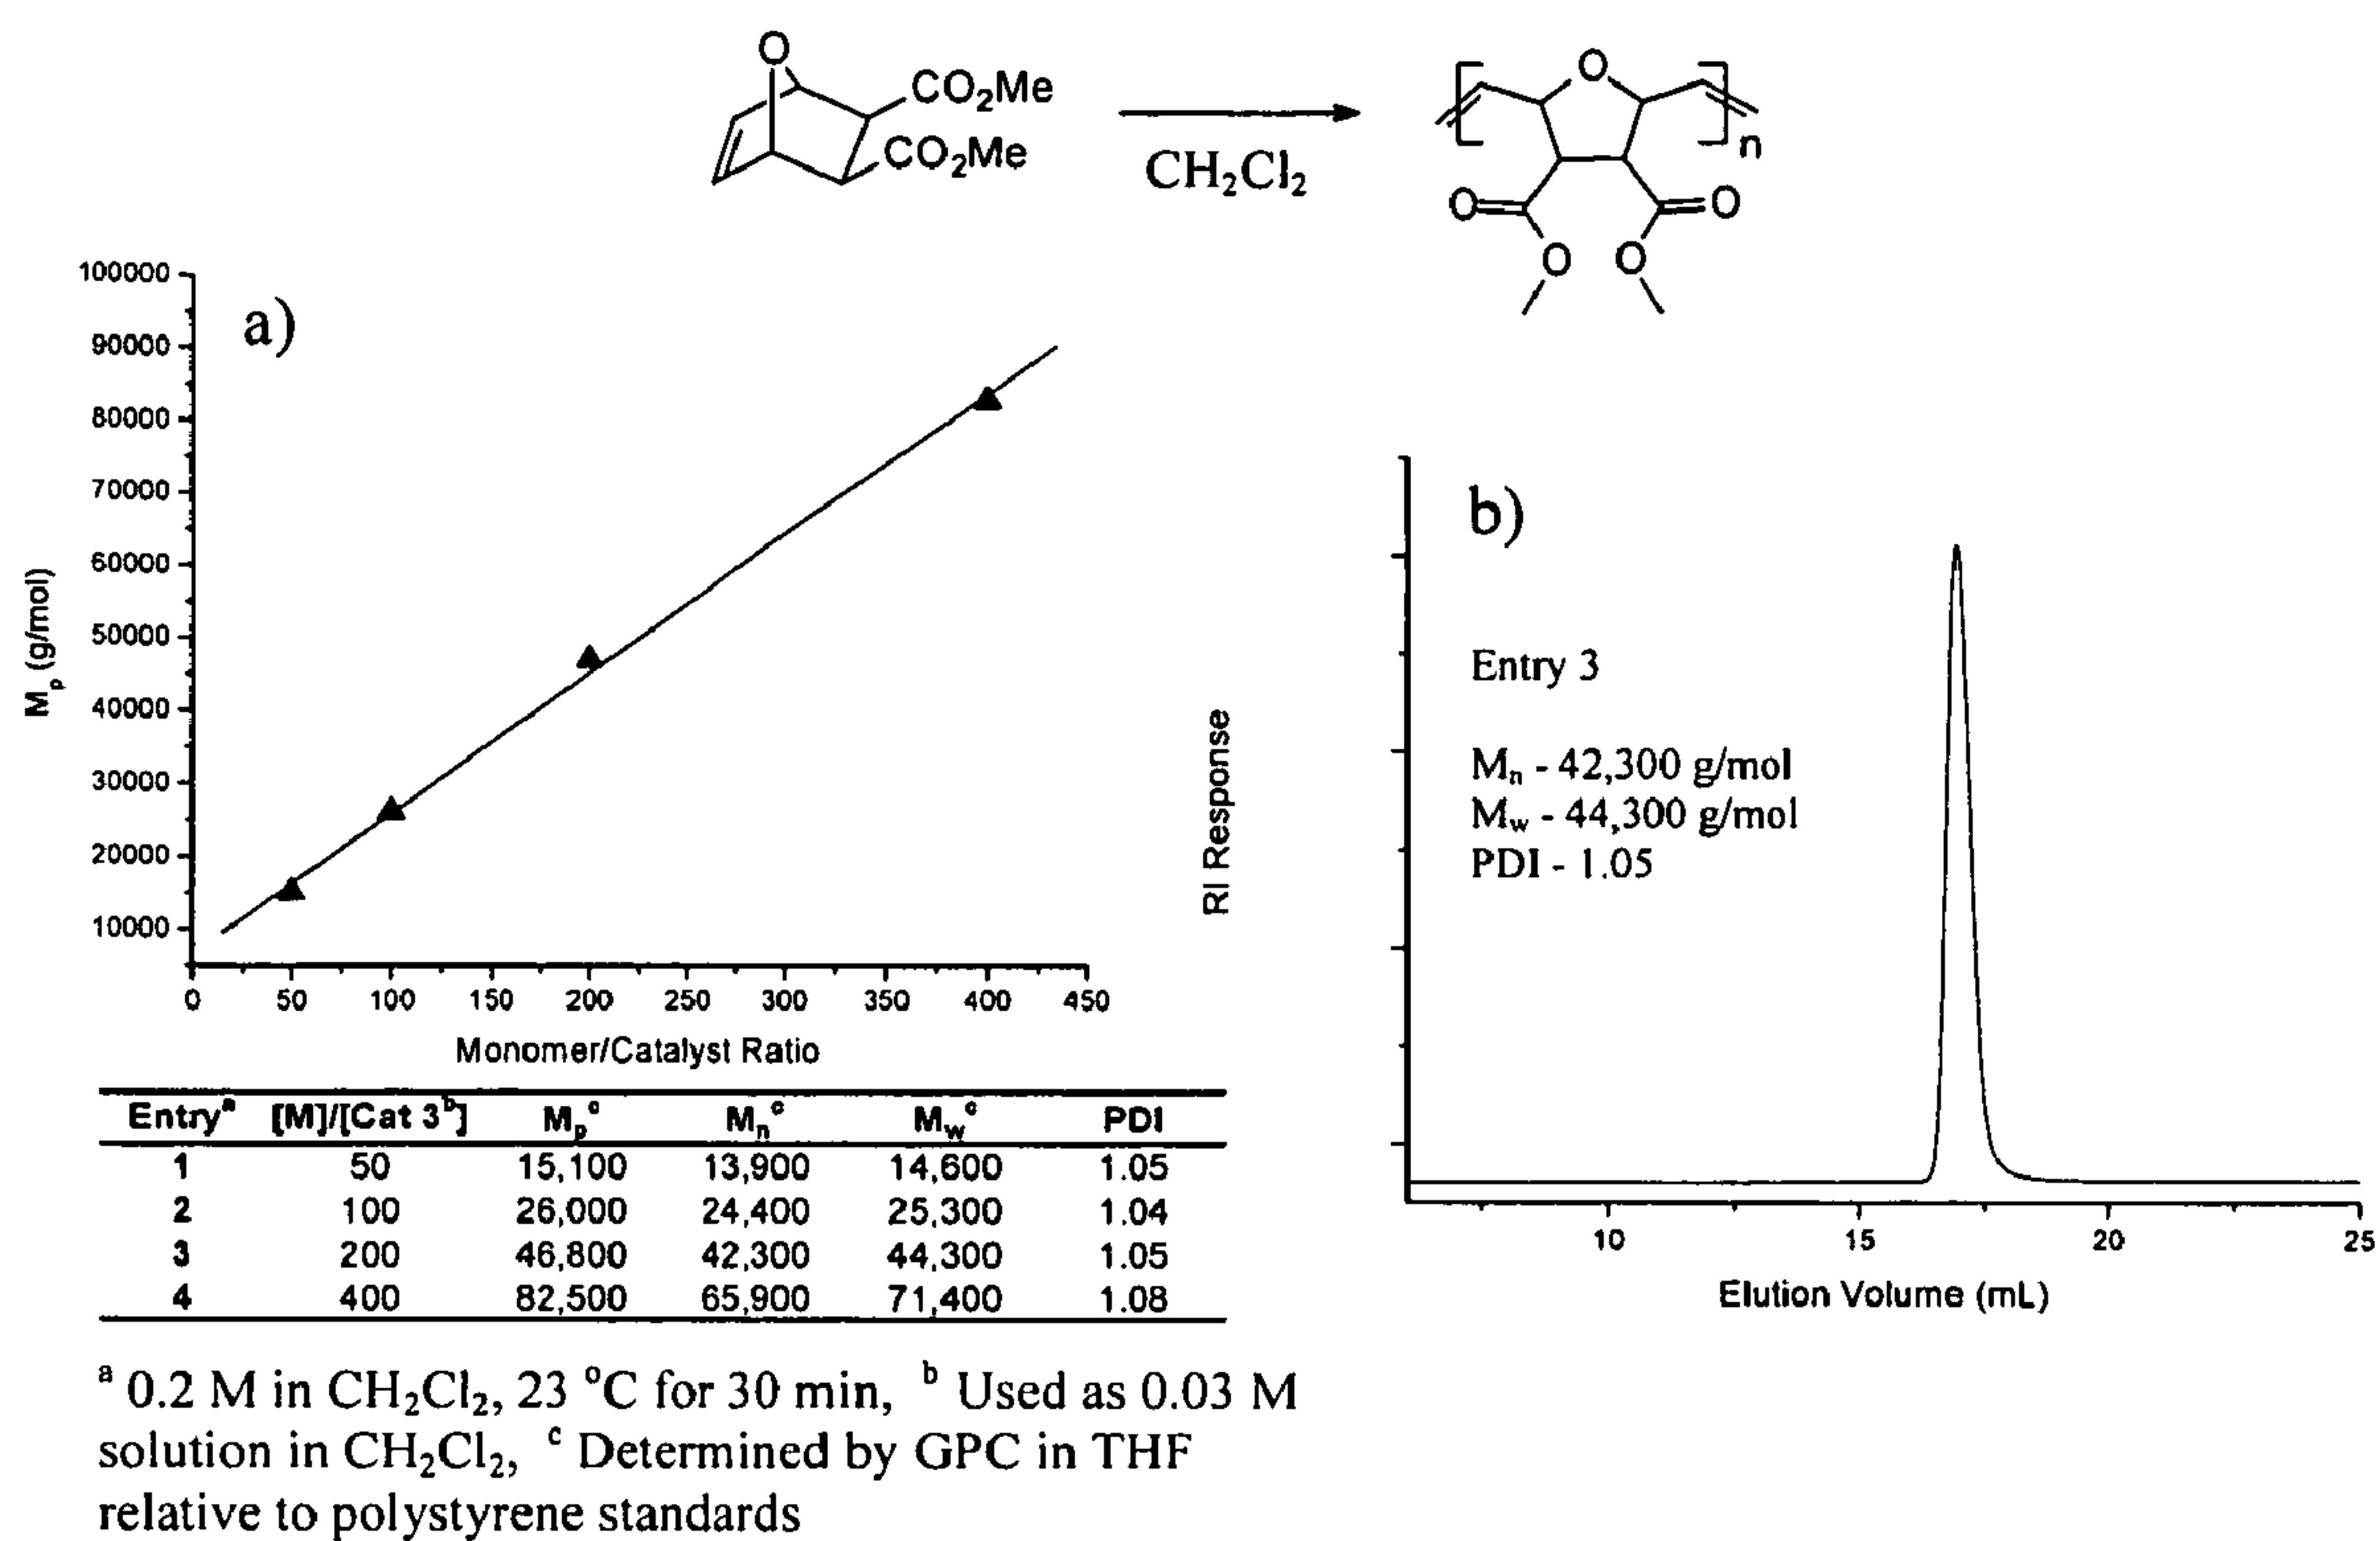 O
CO₂Me
CO₂Me
CH₂Cl₂
O
n
O
O
O
O
a)
100000
90000
80000
70000
60000
50000
40000
30000
20000
10000
Mₚ (g/mol)
0 50 100 150 200 250 300 350 400 450
Monomer/Catalyst Ratio
b)
Entry 3
Mₙ - 42,300 g/mol
M_w - 44,300 g/mol
PDI - 1.05
RI Response
10 15 20 25
Elution Volume (mL)
Entryᵃ [M]/[Cat 3ᵇ] Mₚᶜ Mₙᶜ M_wᶜ PDI
1 50 15,100 13,900 14,600 1.05
2 100 26,000 24,400 25,300 1.04
3 200 46,800 42,300 44,300 1.05
4 400 82,500 65,900 71,400 1.08
ᵃ 0.2 M in CH₂Cl₂, 23 ºC for 30 min, ᵇ Used as 0.03 M
solution in CH₂Cl₂, ᶜ Determined by GPC in THF
relative to polystyrene standards